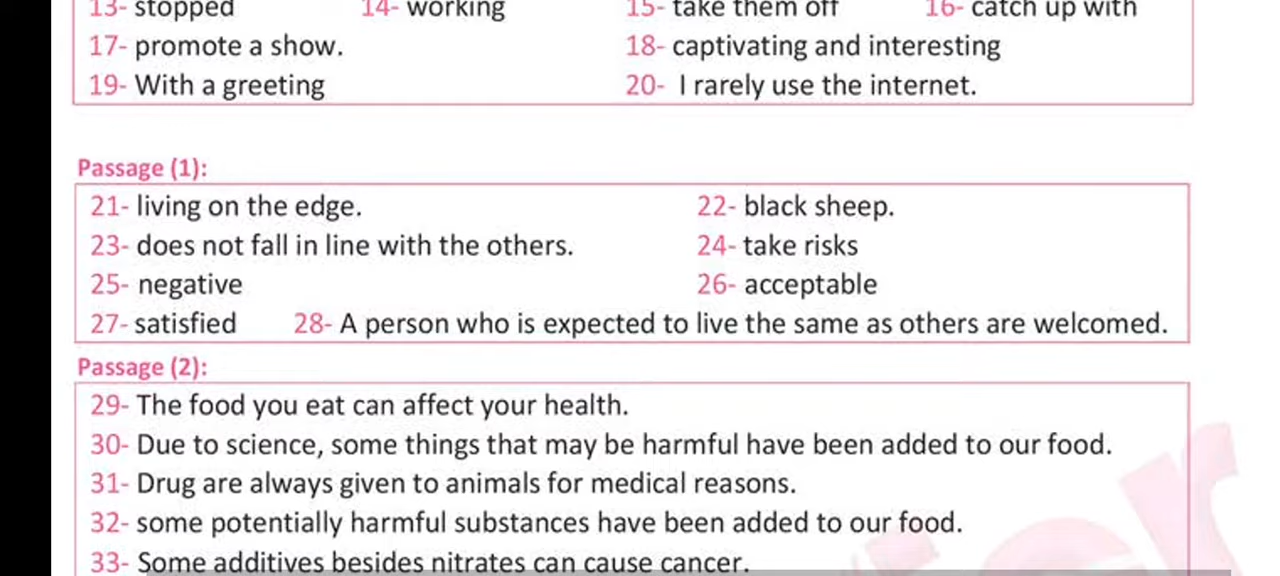 13- stopped 14- working 15- take them off 16- catch up with
17- promote a show. 18- captivating and interesting
19- With a greeting 20- I rarely use the internet.
Passage (1):
21- living on the edge. 22- black sheep.
23- does not fall in line with the others. 24- take risks
25- negative 26- acceptable
27- satisfied 28- A person who is expected to live the same as others are welcomed.
Passage (2):
29- The food you eat can affect your health.
30- Due to science, some things that may be harmful have been added to our food.
31- Drug are always given to animals for medical reasons.
32- some potentially harmful substances have been added to our food.
33- Some additives besides nitrates can cause cancer.